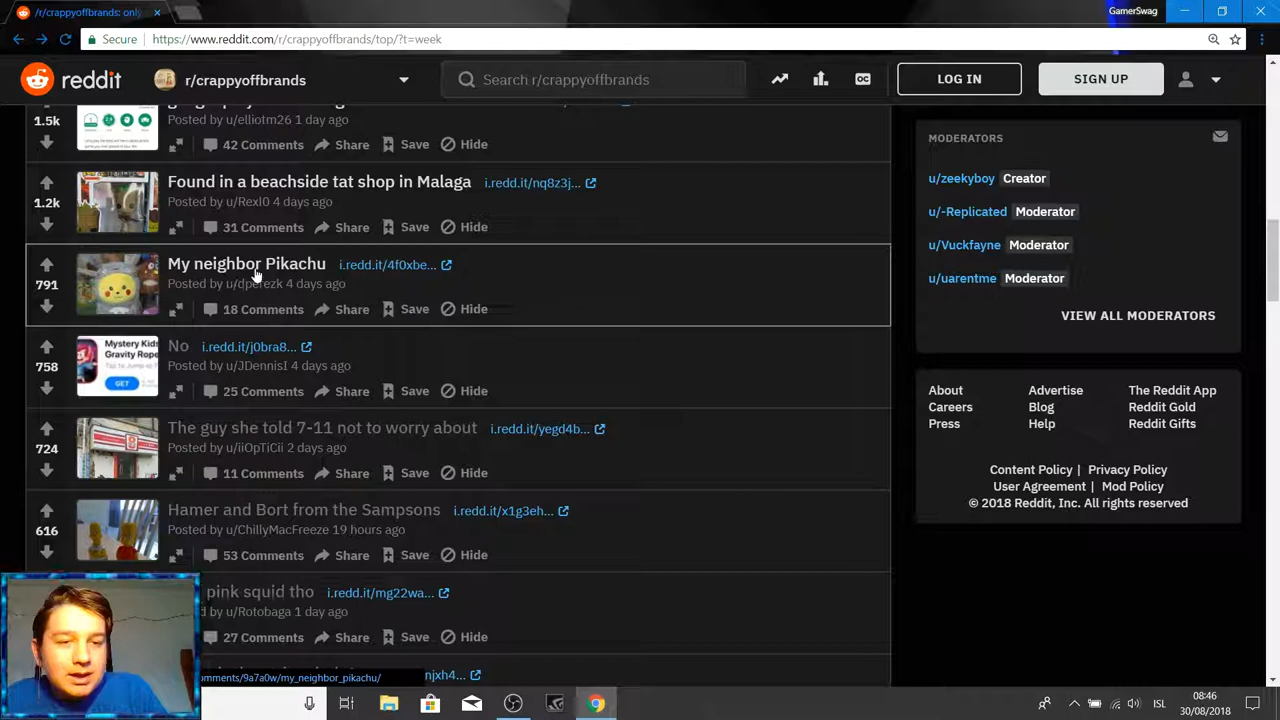 /r/crappyoffbrands: only
GamerSwag
Secure
https://www.reddit.com/r/crappyoffbrands/top/?t=week
reddit
r/crappyoffbrands
Search r/crappyoffbrands
LOG IN
SIGN UP
1.5k
Posted by u/elliotm26 1 day ago
42 Comments Share Save Hide
1.2k
Found in a beachside tat shop in Malaga i.redd.it/nq8z3j...
Posted by u/Rexl0 4 days ago
31 Comments Share Save Hide
791
My neighbor Pikachu i.redd.it/4f0xbe...
Posted by u/dperezk 4 days ago
18 Comments Share Save Hide
758
Mystery Kids
Gravity Rope
GET
No i.redd.it/j0bra8...
days ago
25 Comments Share Save Hide
724
The guy she told 7-11 not to worry about i.redd.it/yegd4b...
Posted by u/iiOpTiCii 2 days ago
11 Comments Share Save Hide
616
Hamer and Bort from the Sampsons i.redd.it/x1g3eh...
Posted by u/ChillyMacFreeze 19 hours ago
53 Comments Share Save Hide
pink squid tho i.redd.it/mg22wa...
d by u/Rotobaga 1 day ago
27 Comments Share Save Hide
njxh4...
omments/9a7a0w/my_neighbor_pikachu/
MODERATORS
u/zeekyboy Creator
u/-Replicated Moderator
u/Vuckfayne Moderator
u/uarentme Moderator
VIEW ALL MODERATORS
About Advertise The Reddit App
Careers Blog Reddit Gold
Press Help Reddit Gifts
Content Policy | Privacy Policy
User Agreement | Mod Policy
© 2018 Reddit, Inc. All rights reserved
ISL
08:46
30/08/2018